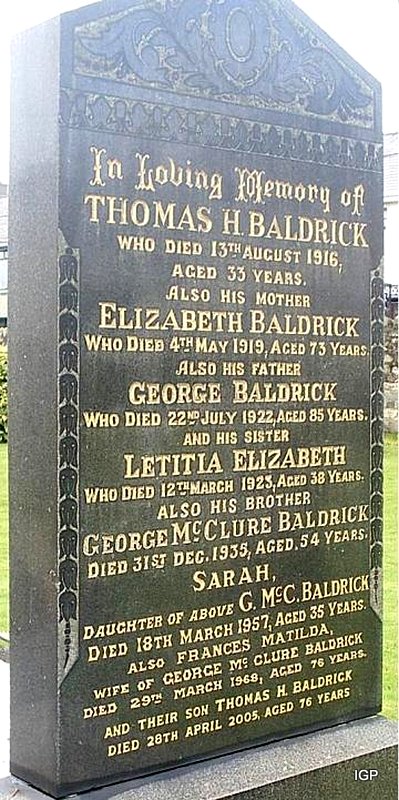 In Loving Memory of
THOMAS H. BALDRICK
WHO DIED 13TH AUGUST 1916,
AGED 33 YEARS.
ALSO HIS MOTHER
ELIZABETH BALDRICK
WHO DIED 4TH MAY 1919, AGED 73 YEARS.
ALSO HIS FATHER
GEORGE BALDRICK
WHO DIED 22ND JULY 1922, AGED 85 YEARS.
AND HIS SISTER
LETITIA ELIZABETH
WHO DIED 12TH MARCH 1923, AGED 38 YEARS.
ALSO HIS BROTHER
GEORGE MCCLURE BALDRICK
DIED 31ST DEC. 1935, AGED, 54 YEARS.
SARAH,
DAUGHTER OF ABOVE G. MCC. BALDRICK
DIED 18TH MARCH 1957, AGED 35 YEARS.
ALSO FRANCES MATILDA,
WIFE OF GEORGE MC CLURE BALDRICK
DIED 29TH MARCH 1968, AGED 76 YEARS.
AND THEIR SON THOMAS H. BALDRICK
DIED 28TH APRIL 2005, AGED 76 YEARS
IGP